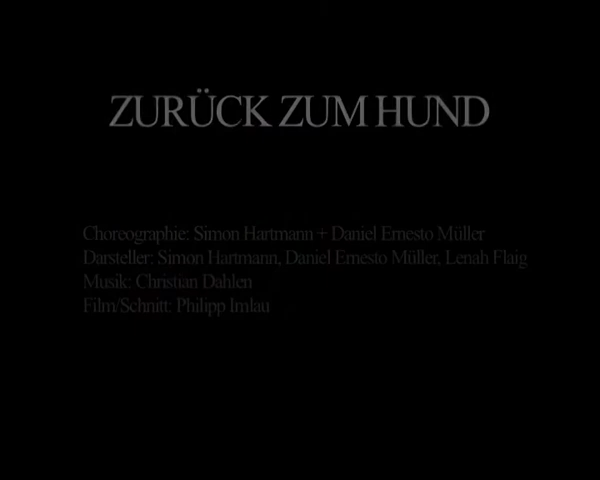 ZURÜCK ZUM HUND
Choreographie: Simon Hartmann + Daniel Ernesto Müller
Darsteller: Simon Hartmann, Daniel Ernesto Müller, Lenah Flaig
Musik: Christian Dahlen
Film/Schnitt: Philipp Imlau